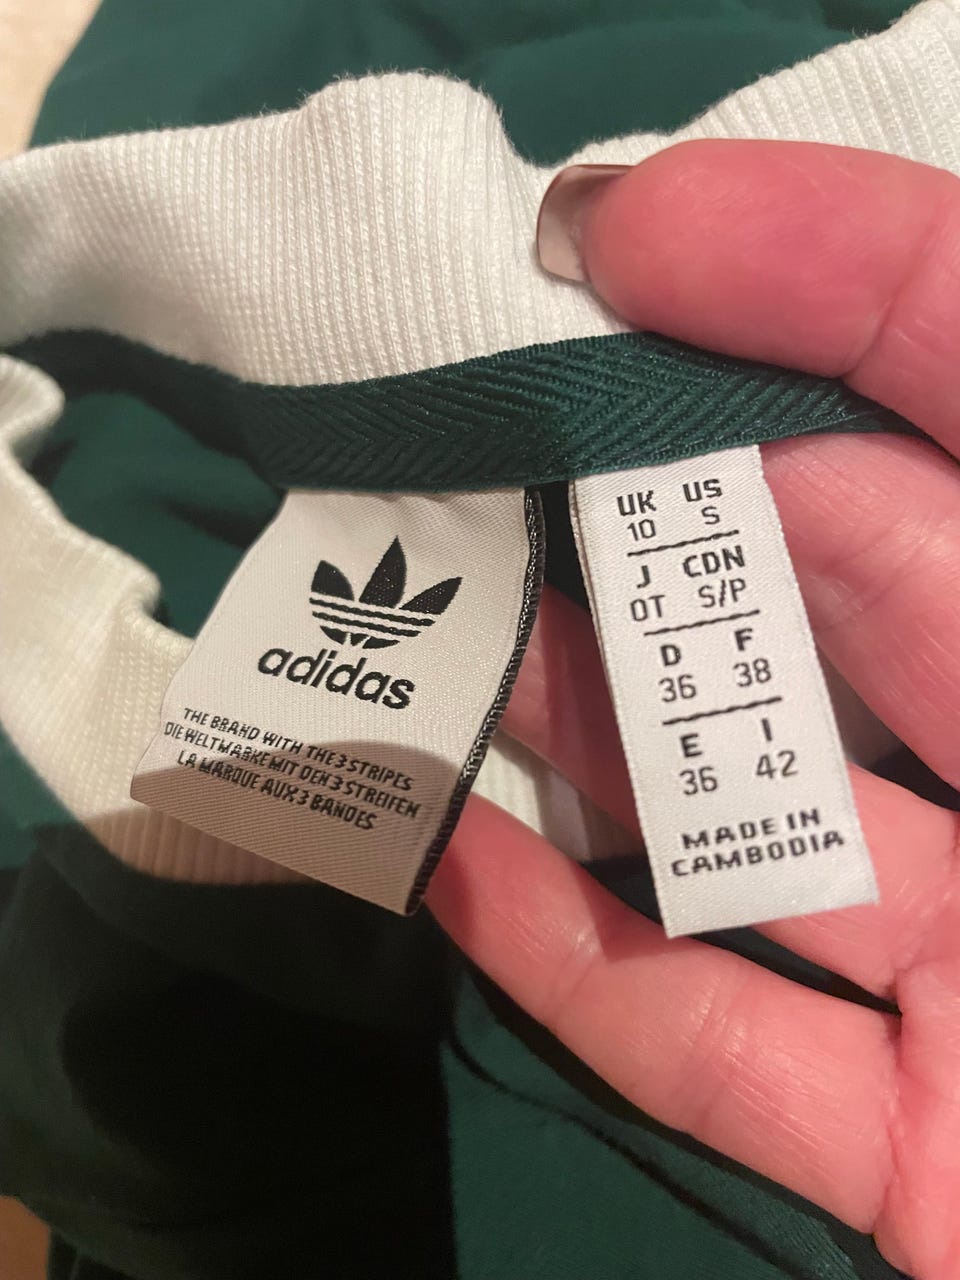 adidas
THE BRAND WITH THE 3 STRIPES
DIE WELTMARKE MIT DEN 3 STREIFEN
LA MARQUE AUX 3 BANDES
UK US
10 S
J CDN
OT S/P
D F
36 38
E I
36 42
MADE IN
CAMBODIA